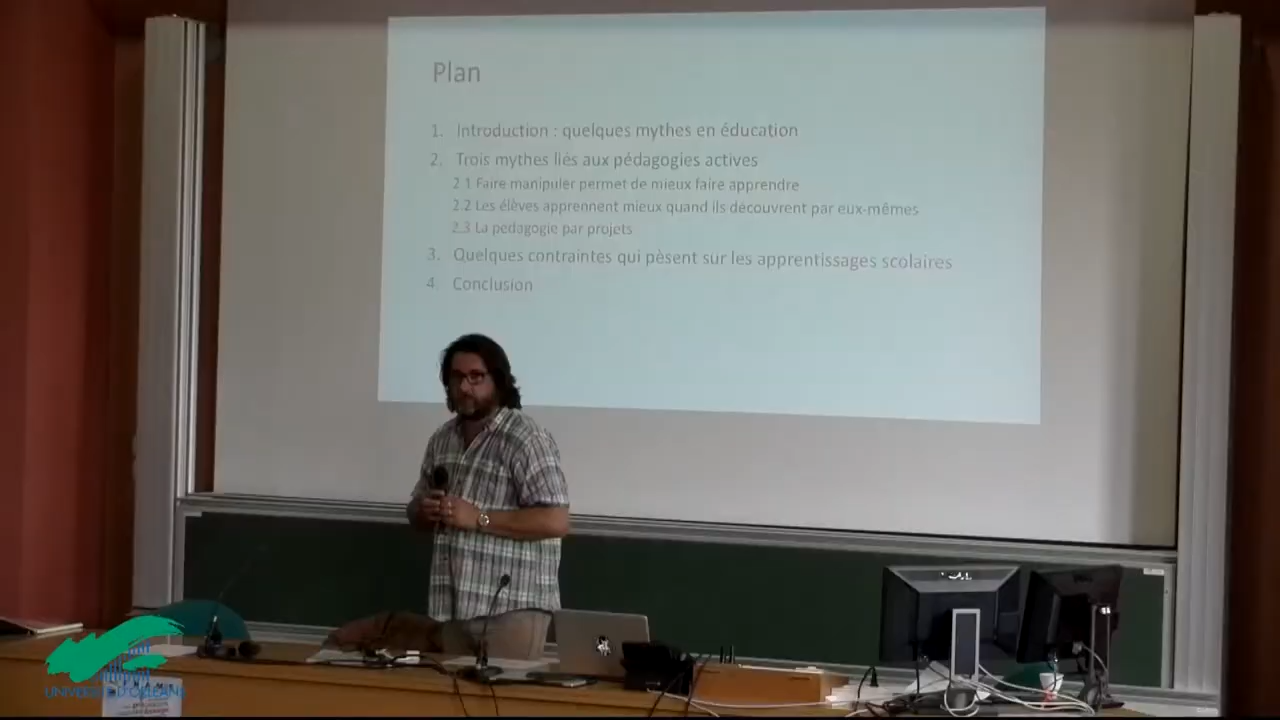 Plan
1. Introduction : quelques mythes en éducation
2. Trois mythes liés aux pédagogies actives
2.1 Faire manipuler permet de mieux faire apprendre
2.2 Les élèves apprennent mieux quand ils découvrent par eux-mêmes
2.3 La pédagogie par projets
3. Quelques contraintes qui pèsent sur les apprentissages scolaires
4. Conclusion
UNIVERSITÉ D'ORLÉANS